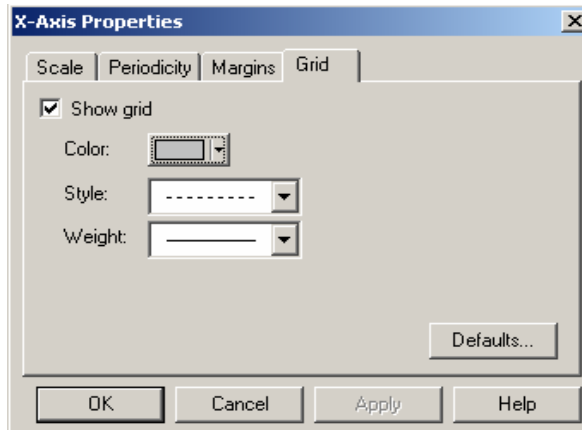 X-Axis Properties
Scale Periodicity Margins Grid
Show grid
Color:
Style:
Weight:
Defaults...
OK Cancel Apply Help